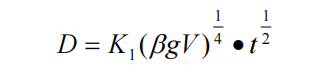 D = K₁(βgV)^{1/4} • t^{1/2}